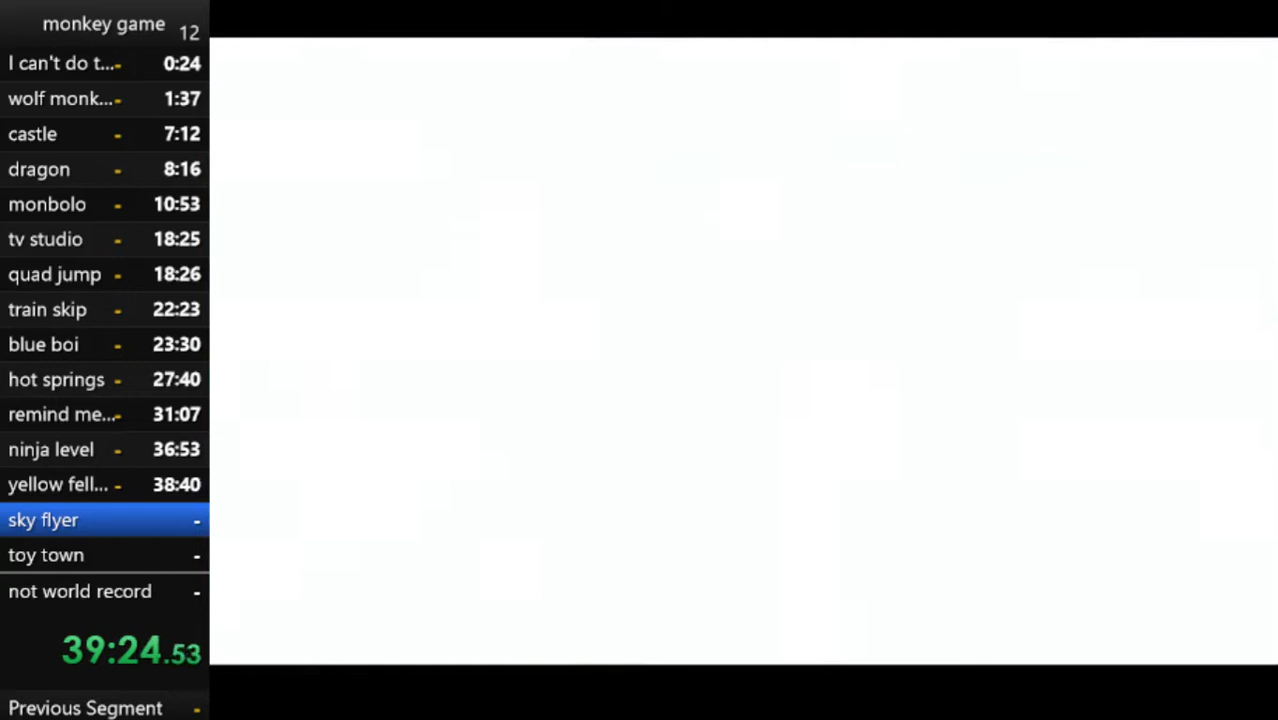 monkey game 12
I can't do t... - 0:24
wolf monk... - 1:37
castle - 7:12
dragon - 8:16
monbolo - 10:53
tv studio - 18:25
quad jump - 18:26
train skip - 22:23
blue boi - 23:30
hot springs - 27:40
remind me... - 31:07
ninja level - 36:53
yellow fell... - 38:40
sky flyer -
toy town -
not world record -
39:24.53
Previous Segment -